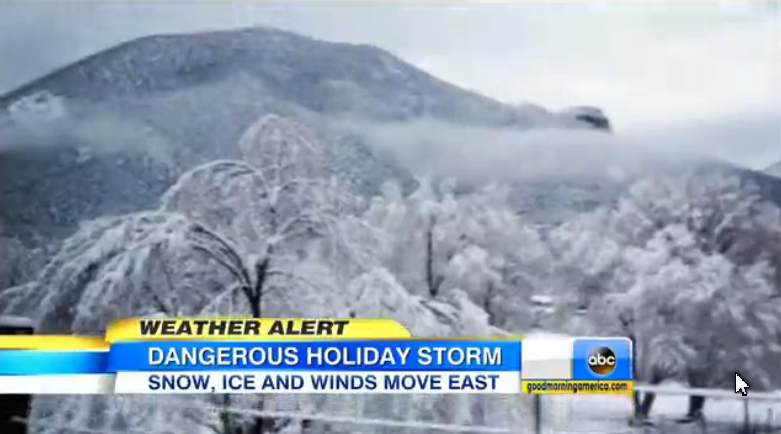 WEATHER ALERT
DANGEROUS HOLIDAY STORM
SNOW, ICE AND WINDS MOVE EAST
abc
goodmorningamerica.com